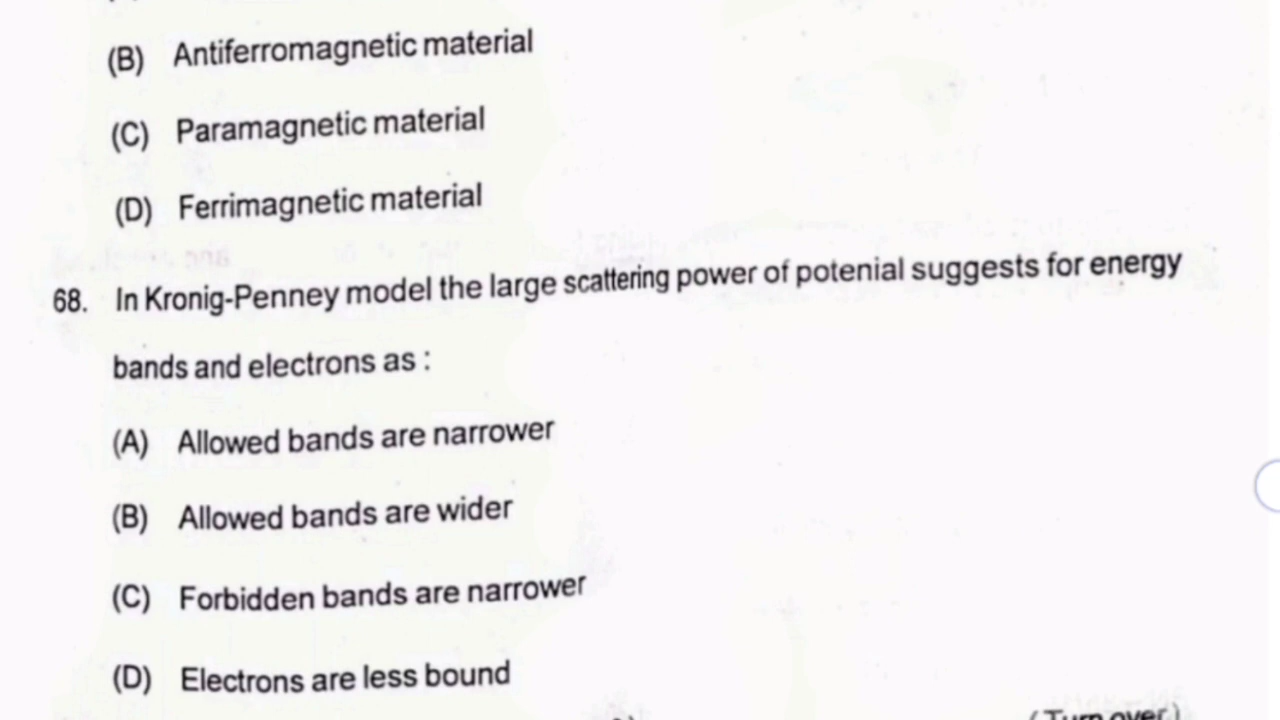 (B) Antiferromagnetic material
(C) Paramagnetic material
(D) Ferrimagnetic material
68. In Kronig-Penney model the large scattering power of potenial suggests for energy
bands and electrons as :
(A) Allowed bands are narrower
(B) Allowed bands are wider
(C) Forbidden bands are narrower
(D) Electrons are less bound
(Turn over)